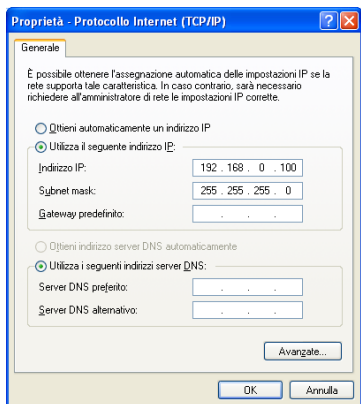 Proprietà - Protocollo Internet (TCP/IP)
Generale
È possibile ottenere l'assegnazione automatica delle impostazioni IP se la
rete supporta tale caratteristica. In caso contrario, sarà necessario
richiedere all'amministratore di rete le impostazioni IP corrette.
Ottieni automaticamente un indirizzo IP
Utilizza il seguente indirizzo IP:
Indirizzo IP: 192 . 168 . 0 . 100
Subnet mask: 255 . 255 . 255 . 0
Gateway predefinito: . . .
Ottieni indirizzo server DNS automaticamente
Utilizza i seguenti indirizzi server DNS:
Server DNS preferito: . . .
Server DNS alternativo: . . .
Avanzate...
OK Annulla